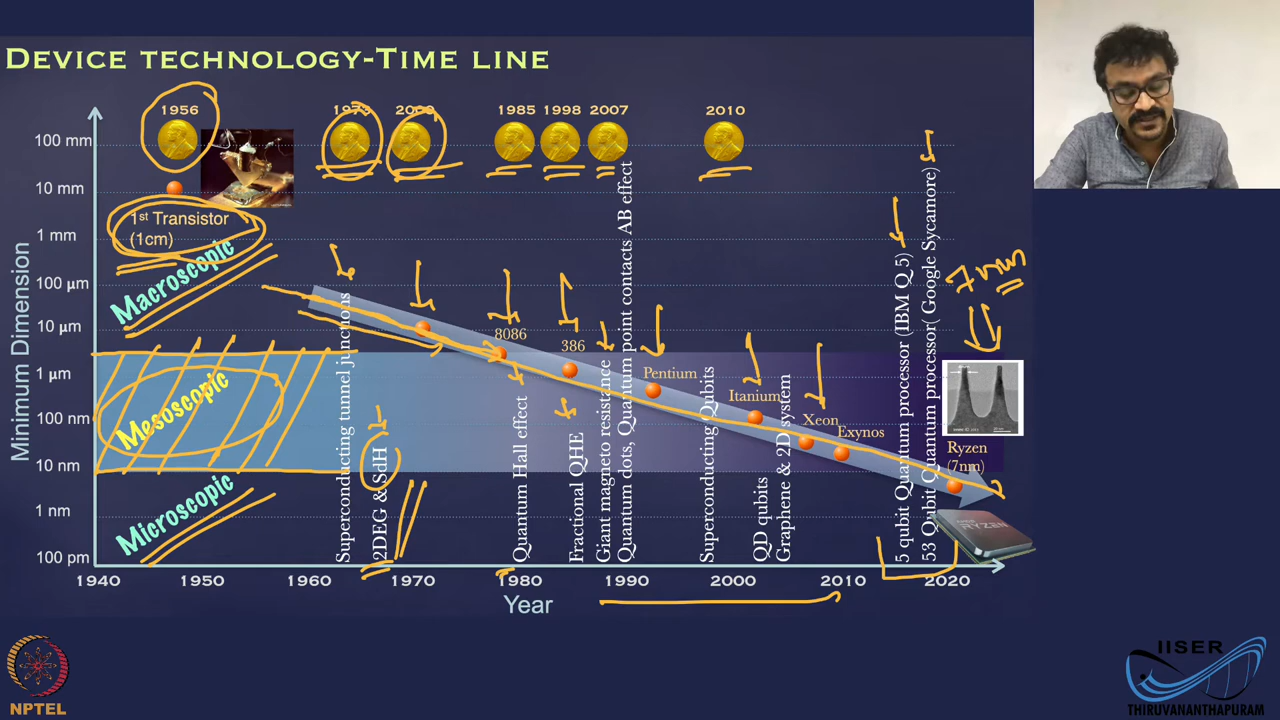 DEVICE TECHNOLOGY-TIME LINE
1956
1973
1985
1998
2007
2010
100 mm
10 mm
1 mm
100 µm
10 µm
1 µm
100 nm
10 nm
1 nm
100 pm
Minimum Dimension
1st Transistor
(1cm)
Macroscopic
Mesoscopic
Microscopic
Superconducting tunnel junctions
2DEG & SdH
Quantum Hall effect
Fractional QHE
Giant magneto resistance
Quantum dots, Quantum point contacts AB effect
Superconducting Qubits
QD qubits
Graphene & 2D system
5 qubit Quantum processor (IBM Q 5)
53 Qubit Quantum processor( Google Sycamore)
8086
386
Pentium
Itanium
Xeon
Exynos
7 nm
Ryzen
(7nm)
RYZEN
1940
1950
1960
1970
1980
1990
2000
2010
2020
Year
NPTEL
IISER
THIRUVANANTHAPURAM